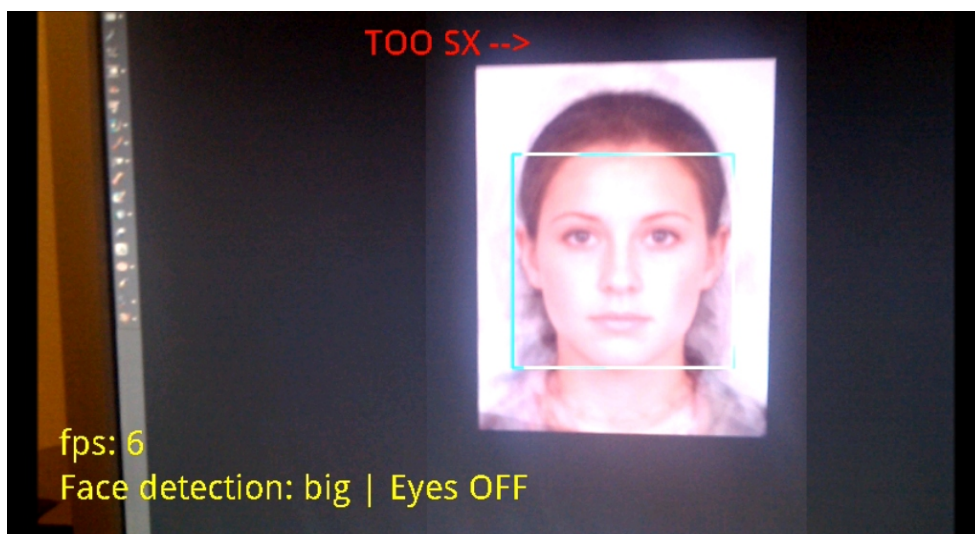 TOO SX -->
fps: 6
Face detection: big | Eyes OFF